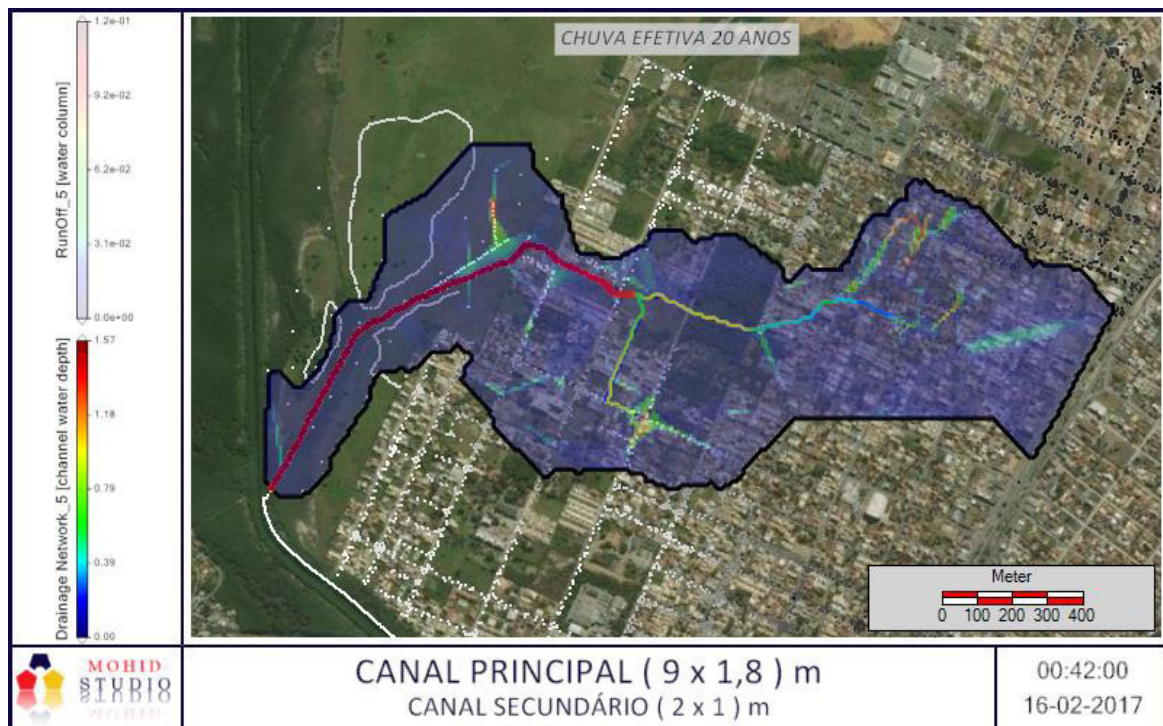 CHUVA EFETIVA 20 ANOS
RunOff_5 [water column]
1.2e-01
9.2e-02
6.2e-02
3.1e-02
0.0e+00
Drainage Network_5 [channel water depth]
1.57
1.18
0.79
0.39
0.00
Meter
0 100 200 300 400
MOHID
STUDIO
CANAL PRINCIPAL ( 9 x 1,8 ) m
CANAL SECUNDÁRIO ( 2 x 1 ) m
00:42:00
16-02-2017